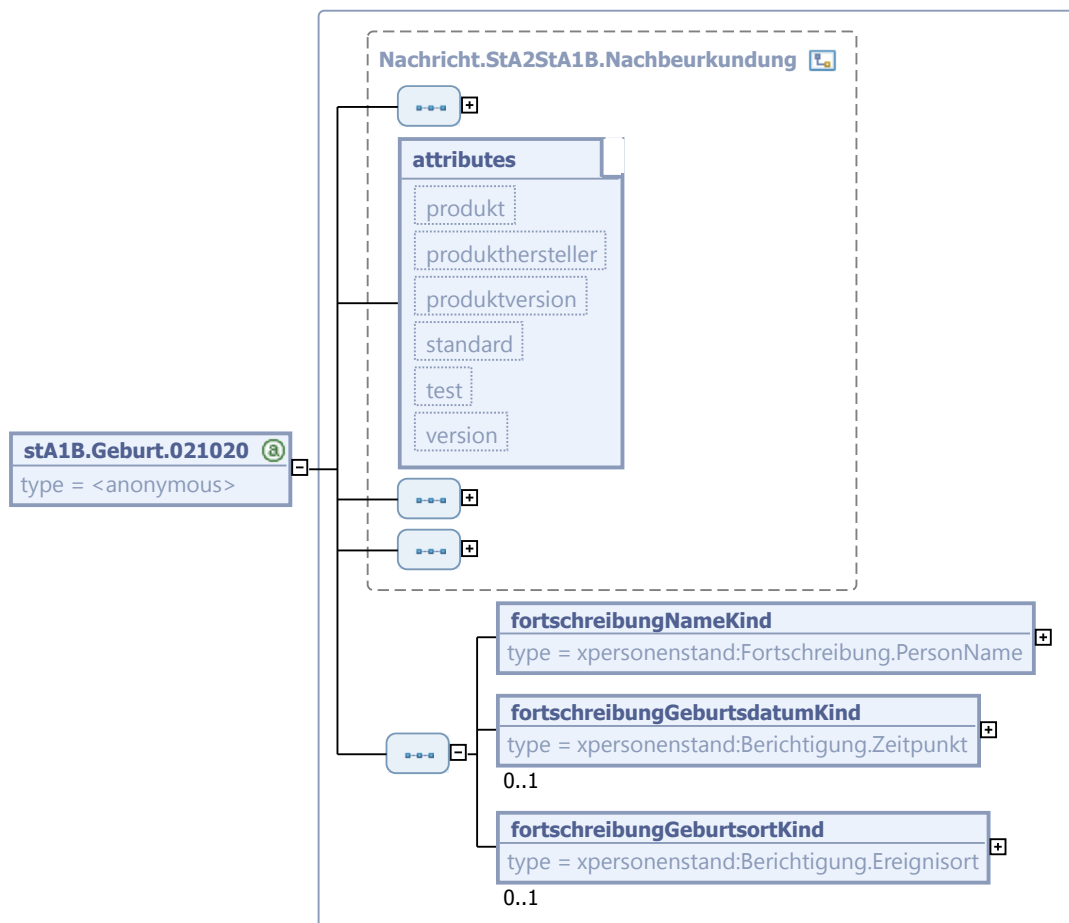 Nachricht.StA2StA1B.Nachbeurkundung
attributes
produkt
produkthersteller
produktversion
standard
test
version
stA1B.Geburt.021020 a
type = <anonymous>
fortschreibungNameKind
type = xpersonenstand:Fortschreibung.PersonName
fortschreibungGeburtsdatumKind
type = xpersonenstand:Berichtigung.Zeitpunkt
0..1
fortschreibungGeburtsortKind
type = xpersonenstand:Berichtigung.Ereignisort
0..1